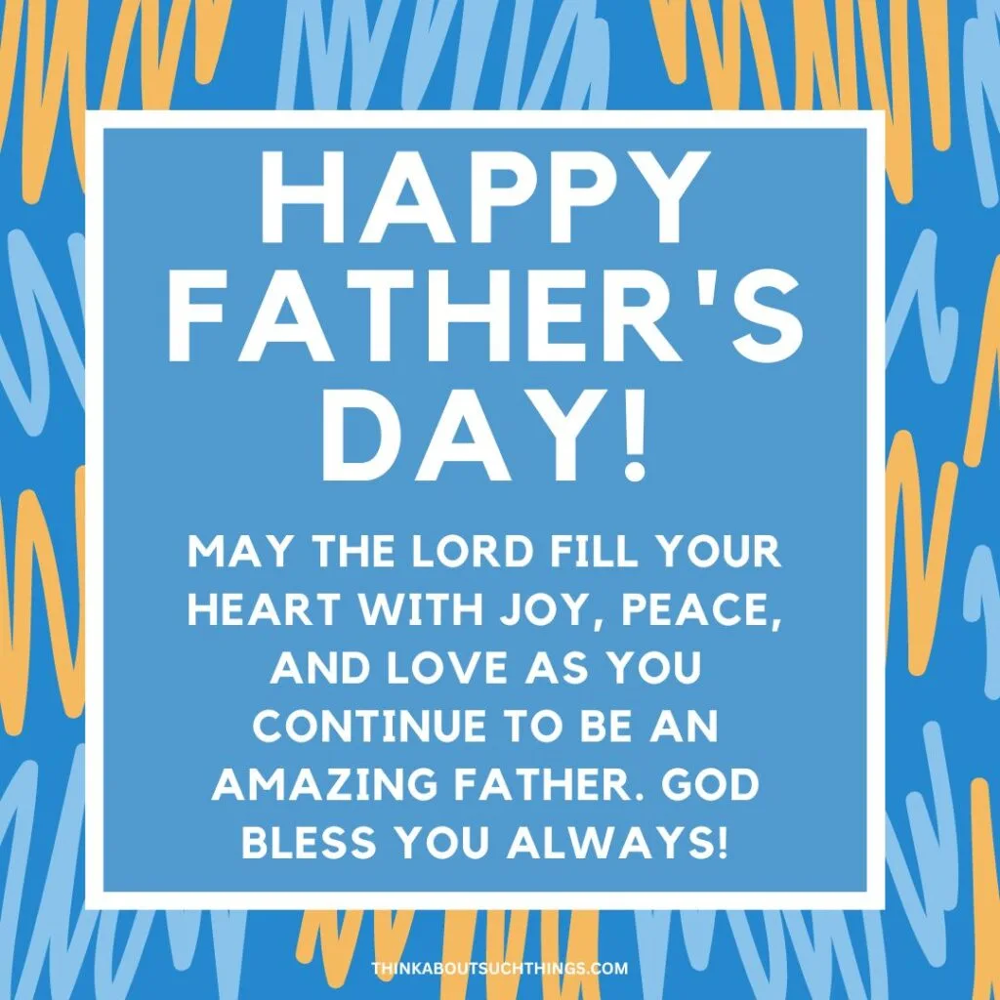 HAPPY
FATHER'S
DAY!
MAY THE LORD FILL YOUR
HEART WITH JOY, PEACE,
AND LOVE AS YOU
CONTINUE TO BE AN
AMAZING FATHER. GOD
BLESS YOU ALWAYS!
THINKABOUTSUCHTHINGS.COM